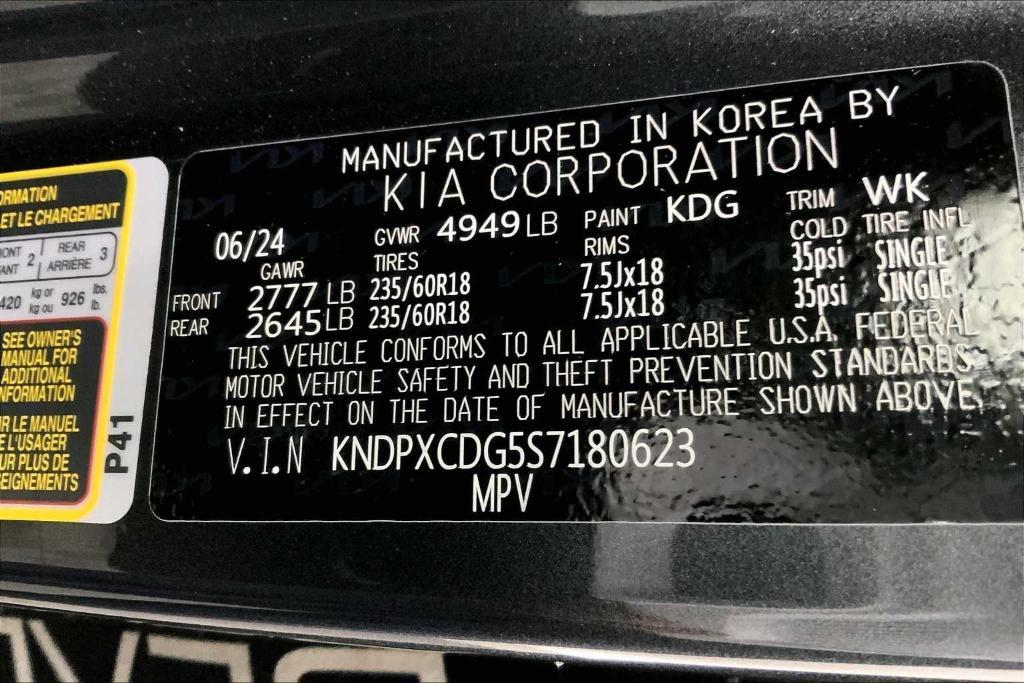 ORMATION
ET LE CHARGEMENT
2 REAR 3
ARRIÈRE
420 kg or 926 lbs.
kg ou lb.
SEE OWNER'S
MANUAL FOR
ADDITIONAL
NFORMATION
R LE MANUEL
E L'USAGER
UR PLUS DE
EIGNEMENTS
P41
MANUFACTURED IN KOREA BY
KIA CORPORATION
06/24 GVWR 4949 LB PAINT KDG TRIM WK
GAWR TIRES RIMS COLD TIRE INFL
FRONT 2777 LB 235/60R18 7.5Jx18 35psi SINGLE
REAR 2645 LB 235/60R18 7.5Jx18 35psi SINGLE
THIS VEHICLE CONFORMS TO ALL APPLICABLE U.S.A. FEDERAL
MOTOR VEHICLE SAFETY AND THEFT PREVENTION STANDARDS
IN EFFECT ON THE DATE OF MANUFACTURE SHOWN ABOVE.
V.I.N KNDPXCDG5S7180623
MPV